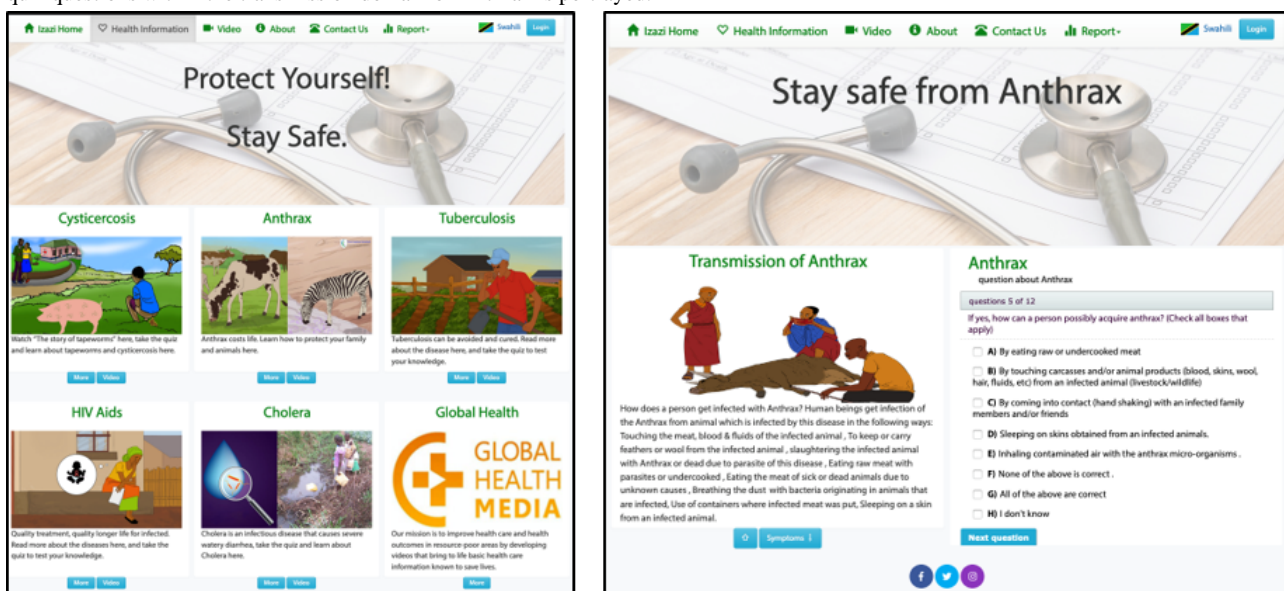 Izazi Home Health Information Video About Contact Us Report Swahili Login
Protect Yourself!
Stay Safe.
Cysticercosis
Watch "The story of tapeworms" here, take the quiz
and learn about tapeworms and cysticercosis here.
More Video
Anthrax
Anthrax costs life. Learn how to protect your family
and animals here.
More Video
Tuberculosis
Tuberculosis can be avoided and cured. Read more
about the disease here, and take the quiz to test
your knowledge.
More Video
HIV Aids
Quality treatment, quality longer life for infected.
Read more about the diseases here, and take the
quiz to test your knowledge.
More Video
Cholera
Cholera is an infectious disease that causes severe
watery diarrhea, take the quiz and learn about
Cholera here.
More Video
Global Health
GLOBAL
HEALTH
MEDIA
Our mission is to improve health care and health
outcomes in resource-poor areas by developing
videos that bring to life basic health care
information known to save lives.
More
Izazi Home Health Information Video About Contact Us Report Swahili Login
Stay safe from Anthrax
Transmission of Anthrax
How does a person get infected with Anthrax? Human beings get infection of
the Anthrax from animal which is infected by this disease in the following ways:
Touching the meat, blood & fluids of the infected animal , To keep or carry
feathers or wool from the infected animal , slaughtering the infected animal
with Anthrax or dead due to parasite of this disease , Eating raw meat with
parasites or undercooked , Eating the meat of sick or dead animals due to
unknown causes , Breathing the dust with bacteria originating in animals that
are infected, Use of containers where infected meat was put, Sleeping on a skin
from an infected animal.
Symptoms
Anthrax
question about Anthrax
questions 5 of 12
If yes, how can a person possibly acquire anthrax? (Check all boxes that
apply)
A) By eating raw or undercooked meat
B) By touching carcasses and/or animal products (blood, skins, wool,
hair, fluids, etc) from an infected animal (livestock/wildlife)
C) By coming into contact (hand shaking) with an infected family
members and/or friends
D) Sleeping on skins obtained from an infected animals.
E) Inhaling contaminated air with the anthrax micro-organisms .
F) None of the above is correct .
G) All of the above are correct
H) I don't know
Next question